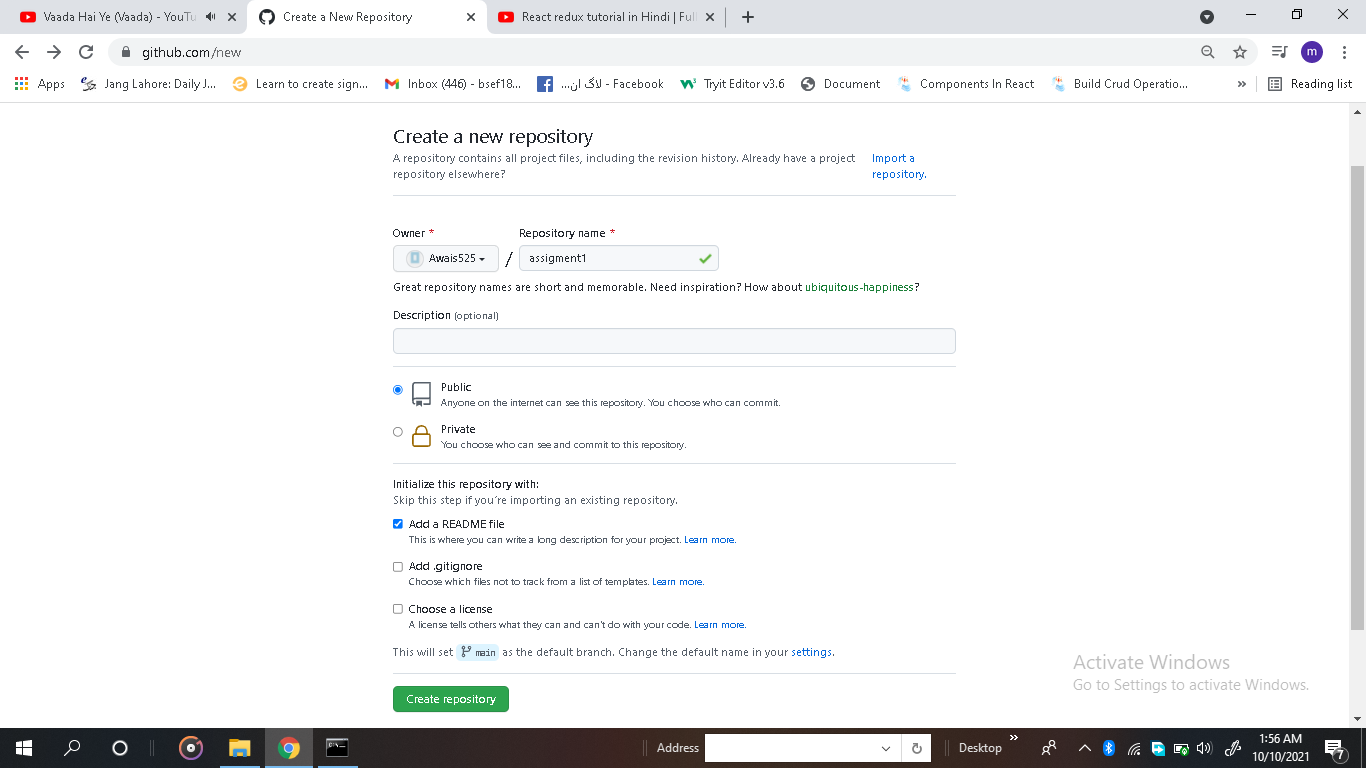 Vaada Hai Ye (Vaada) - YouTu
Create a New Repository
React redux tutorial in Hindi | Full
github.com/new
m
Apps
Jang Lahore: Daily J...
Learn to create sign...
Inbox (446) - bsef18...
لاگ ان... - Facebook
Tryit Editor v3.6
Document
Components In React
Build Crud Operatio...
»
Reading list
Create a new repository
A repository contains all project files, including the revision history. Already have a project repository elsewhere?
Import a repository.
Owner *
Repository name *
Awais525
/
assigment1
Great repository names are short and memorable. Need inspiration? How about ubiquitous-happiness?
Description (optional)
Public
Anyone on the internet can see this repository. You choose who can commit.
Private
You choose who can see and commit to this repository.
Initialize this repository with:
Skip this step if you're importing an existing repository.
Add a README file
This is where you can write a long description for your project. Learn more.
Add .gitignore
Choose which files not to track from a list of templates. Learn more.
Choose a license
A license tells others what they can and can't do with your code. Learn more.
This will set main as the default branch. Change the default name in your settings.
Create repository
Activate Windows
Go to Settings to activate Windows.
Address
Desktop
»
1:56 AM
10/10/2021
7